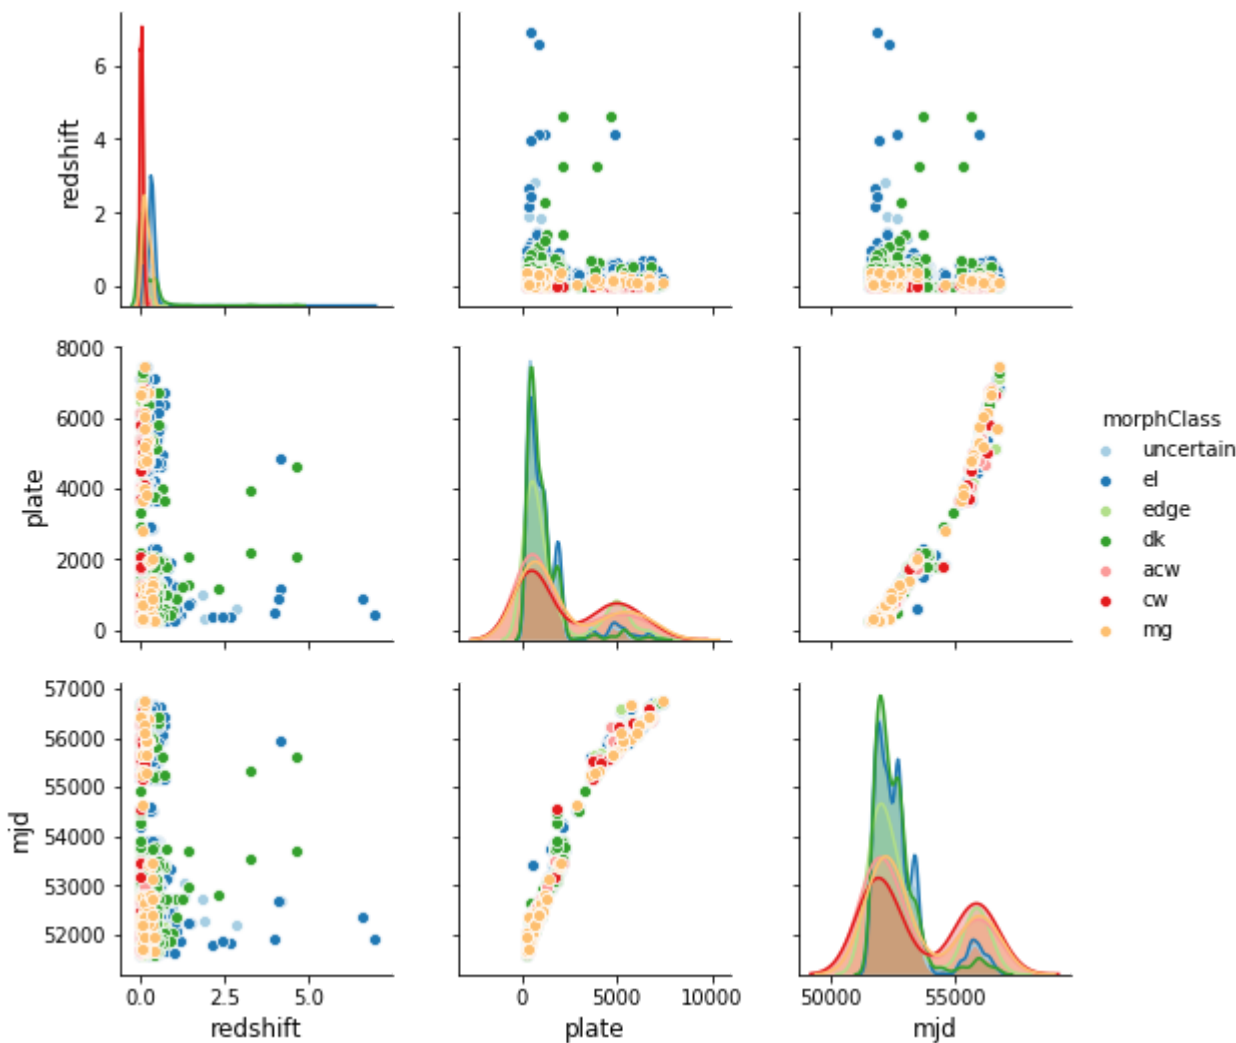 6
4
2
0
redshift
8000
6000
4000
2000
0
plate
morphClass
uncertain
el
edge
dk
acw
cw
mg
57000
56000
55000
54000
53000
52000
mjd
0.0 2.5 5.0
0 5000 10000
50000 55000
redshift
plate
mjd